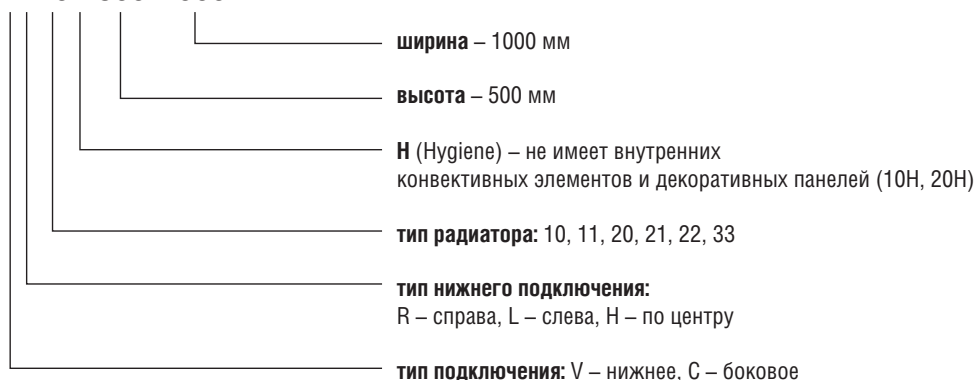 ширина – 1000 мм
высота – 500 мм
H (Hygiene) – не имеет внутренних
конвективных элементов и декоративных панелей (10H, 20H)
тип радиатора: 10, 11, 20, 21, 22, 33
тип нижнего подключения:
R – справа, L – слева, H – по центру
тип подключения: V – нижнее, C – боковое